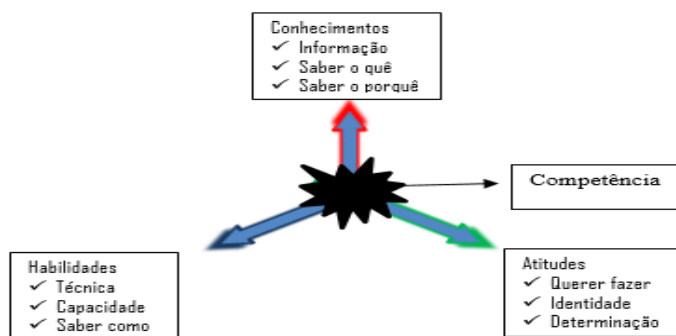 Conhecimentos
✓ Informação
✓ Saber o quê
✓ Saber o porquê
Competência
Habilidades
✓ Técnica
✓ Capacidade
✓ Saber como
Atitudes
✓ Querer fazer
✓ Identidade
✓ Determinação